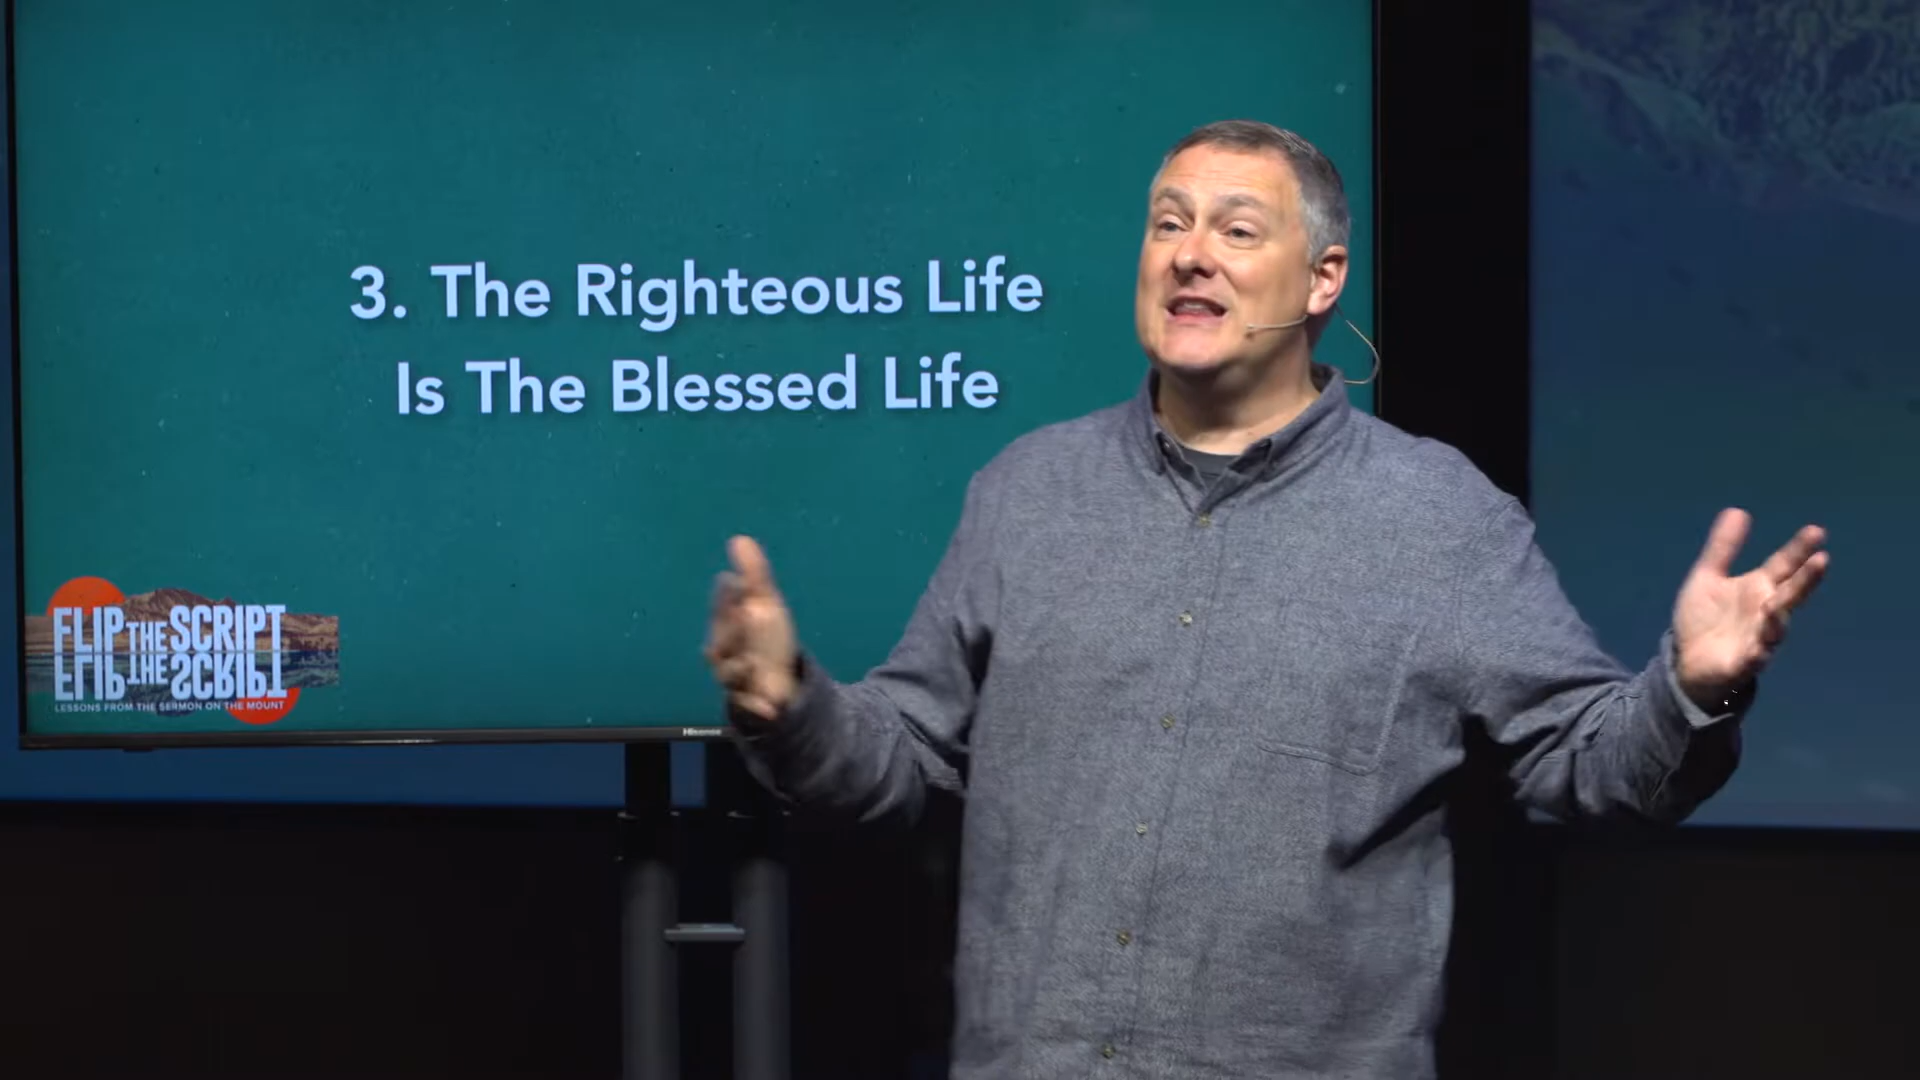 3. The Righteous Life
Is The Blessed Life
FLIP THE SCRIPT
FLIP THE SCRIPT
LESSONS FROM THE SERMON ON THE MOUNT
Hisense